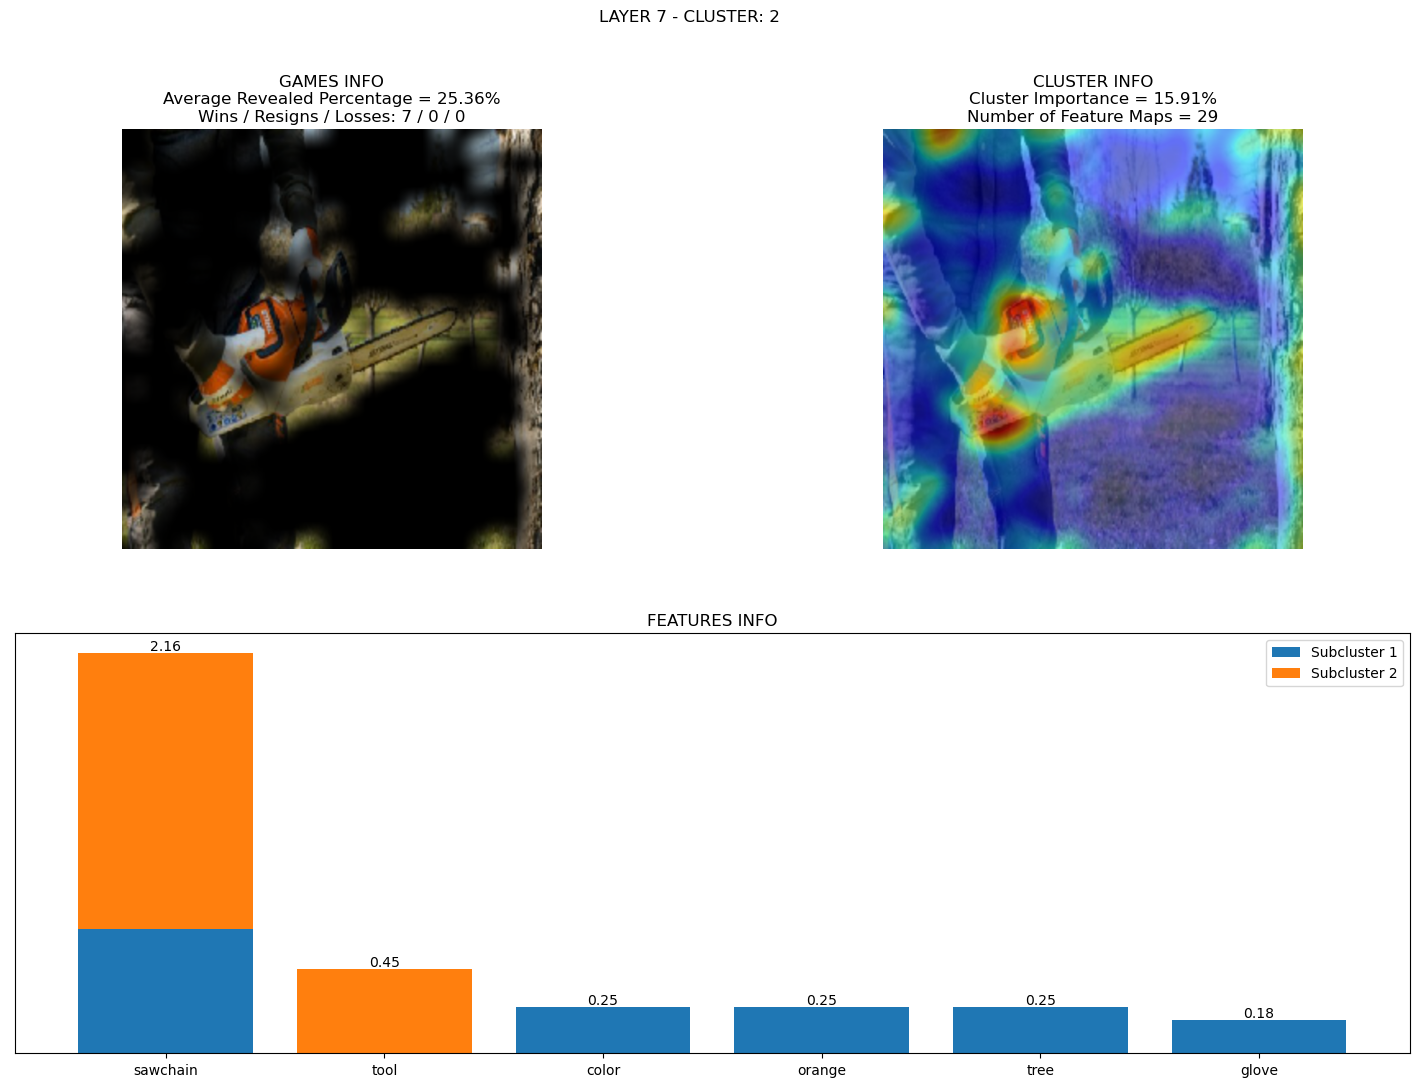 LAYER 7 - CLUSTER: 2
GAMES INFO
Average Revealed Percentage = 25.36%
Wins / Resigns / Losses: 7 / 0 / 0
CLUSTER INFO
Cluster Importance = 15.91%
Number of Feature Maps = 29
FEATURES INFO
Subcluster 1
Subcluster 2
2.16
0.45
0.25
0.25
0.25
0.18
sawchain
tool
color
orange
tree
glove